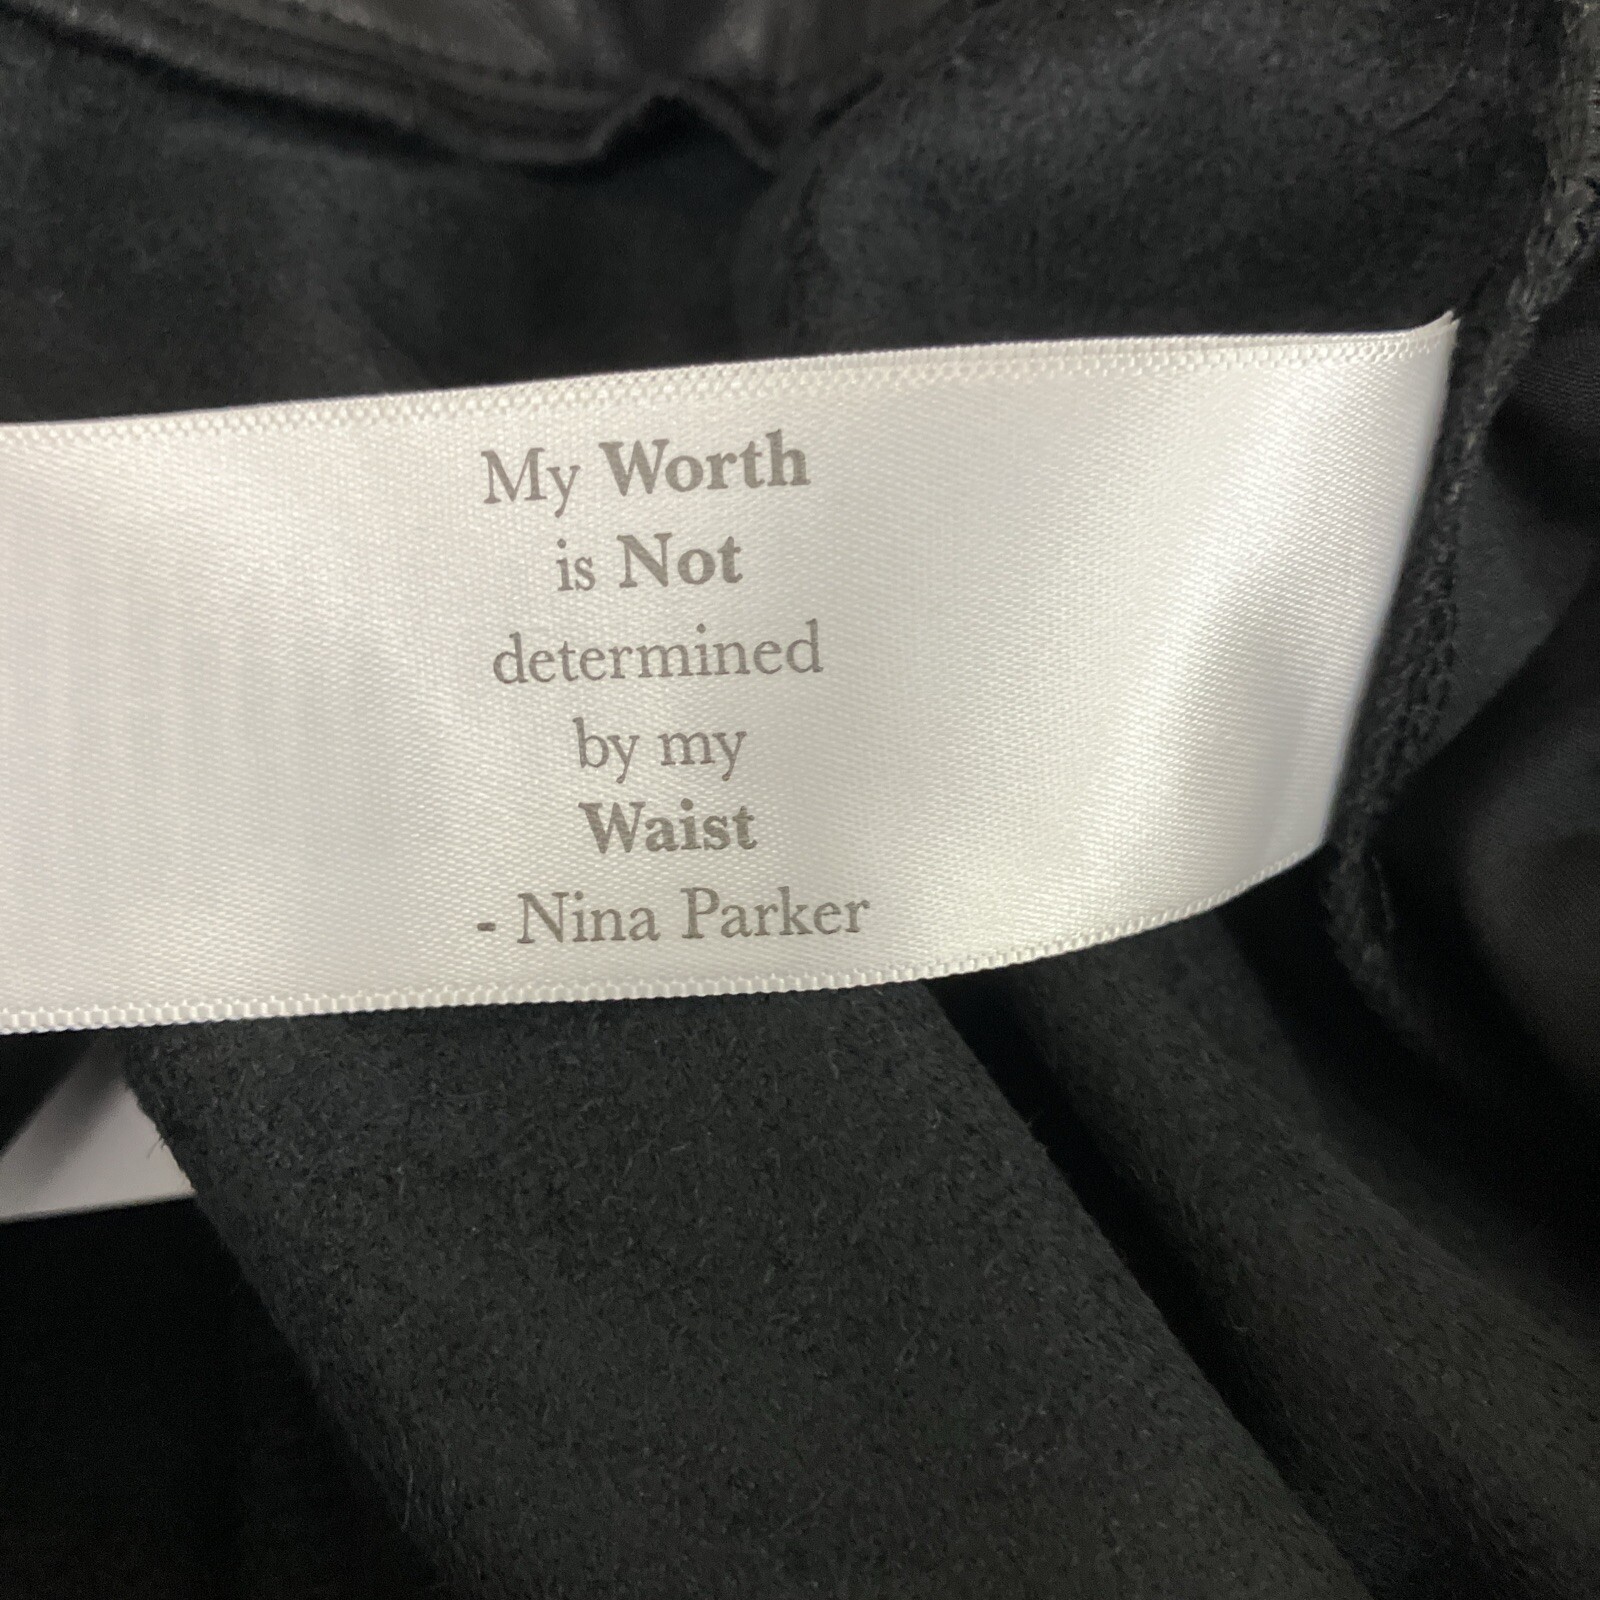 My Worth
is Not
determined
by my
Waist
- Nina Parker